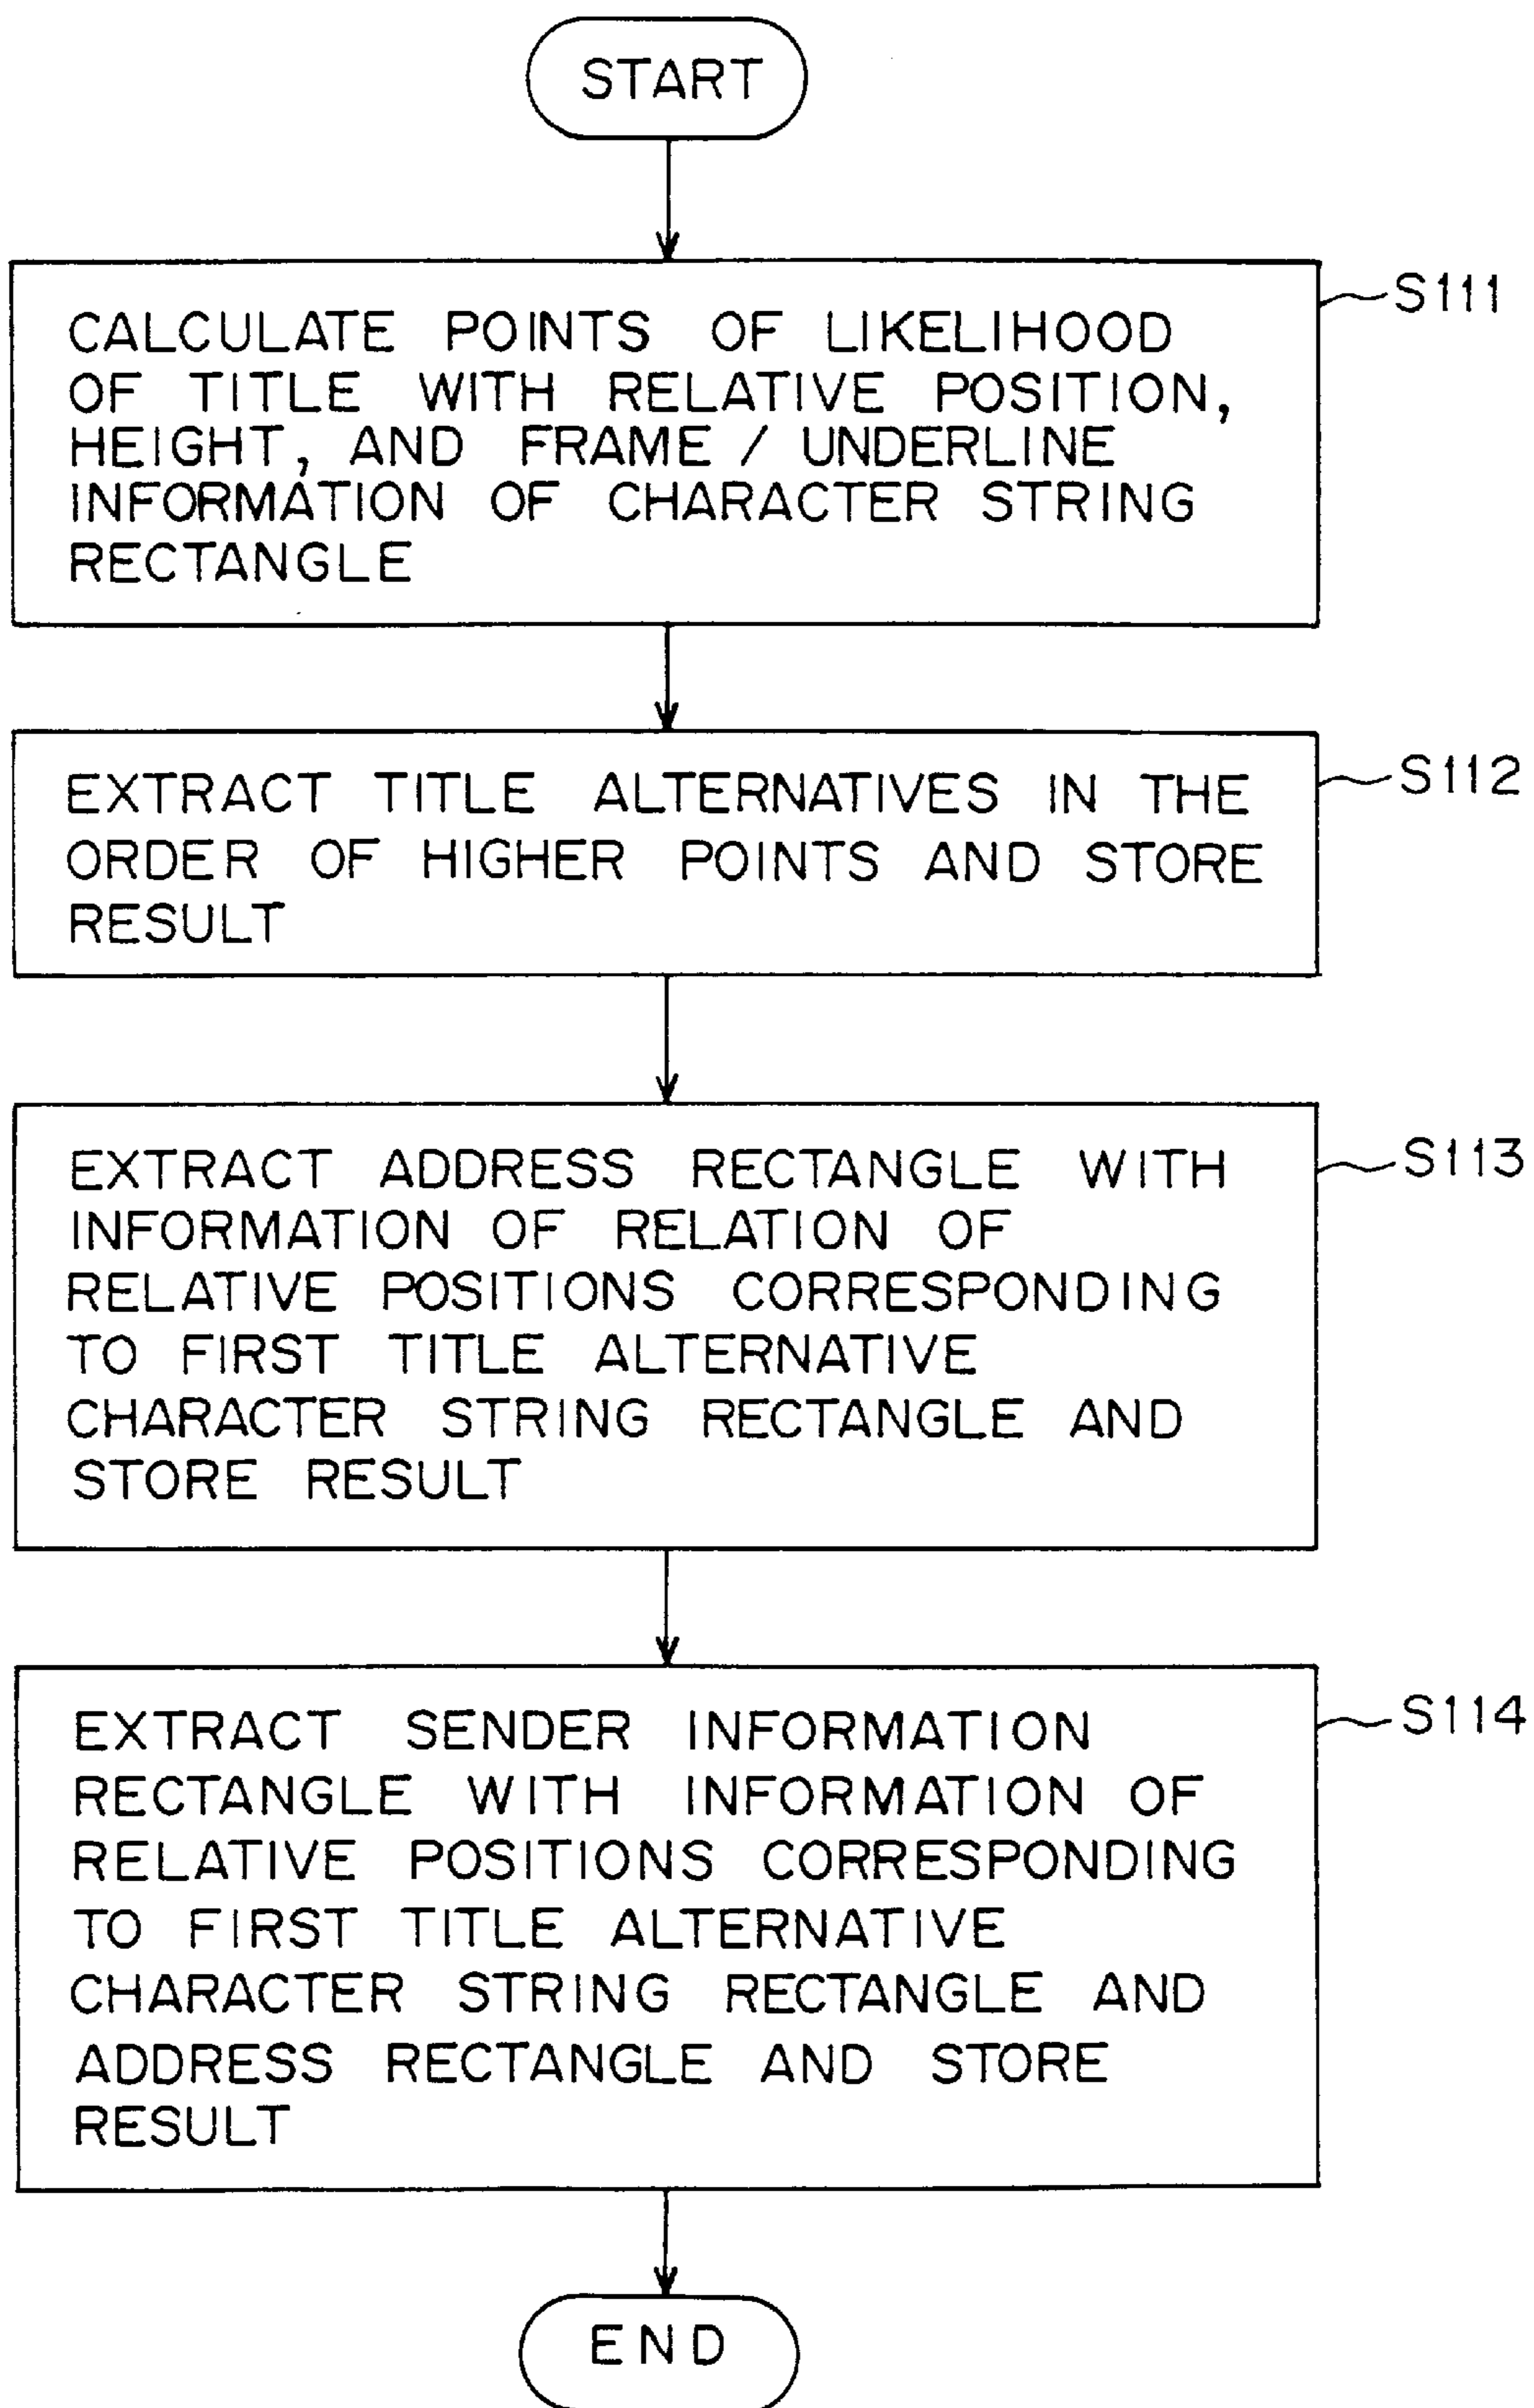 START
S111
CALCULATE POINTS OF LIKELIHOOD
OF TITLE WITH RELATIVE POSITION,
HEIGHT, AND FRAME / UNDERLINE
INFORMATION OF CHARACTER STRING
RECTANGLE
S112
EXTRACT TITLE ALTERNATIVES IN THE
ORDER OF HIGHER POINTS AND STORE
RESULT
S113
EXTRACT ADDRESS RECTANGLE WITH
INFORMATION OF RELATION OF
RELATIVE POSITIONS CORRESPONDING
TO FIRST TITLE ALTERNATIVE
CHARACTER STRING RECTANGLE AND
STORE RESULT
S114
EXTRACT SENDER INFORMATION
RECTANGLE WITH INFORMATION OF
RELATIVE POSITIONS CORRESPONDING
TO FIRST TITLE ALTERNATIVE
CHARACTER STRING RECTANGLE AND
ADDRESS RECTANGLE AND STORE
RESULT
END